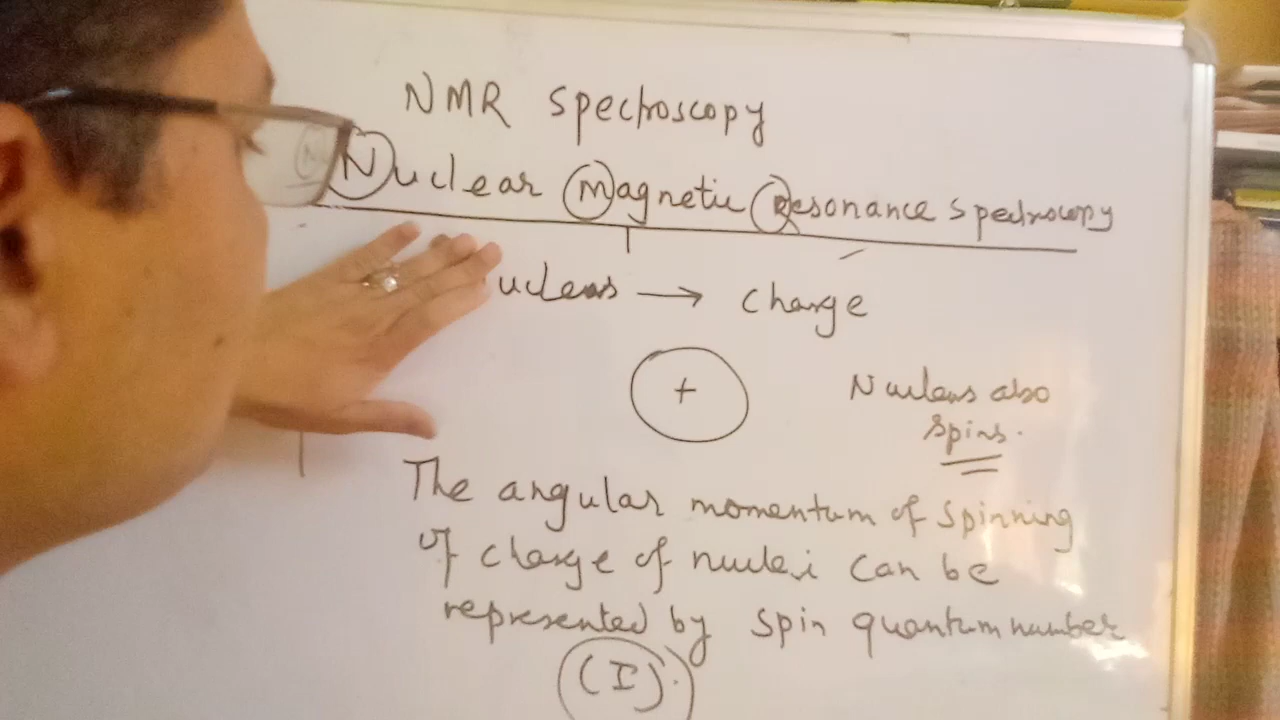 NMR Spectroscopy
Nuclear Magnetic Resonance Spectroscopy
ucleus → Charge
+
Nucleus also
spins.
The angular momentum of spinning
of charge of nuclei can be
represented by spin quantum number
(I).